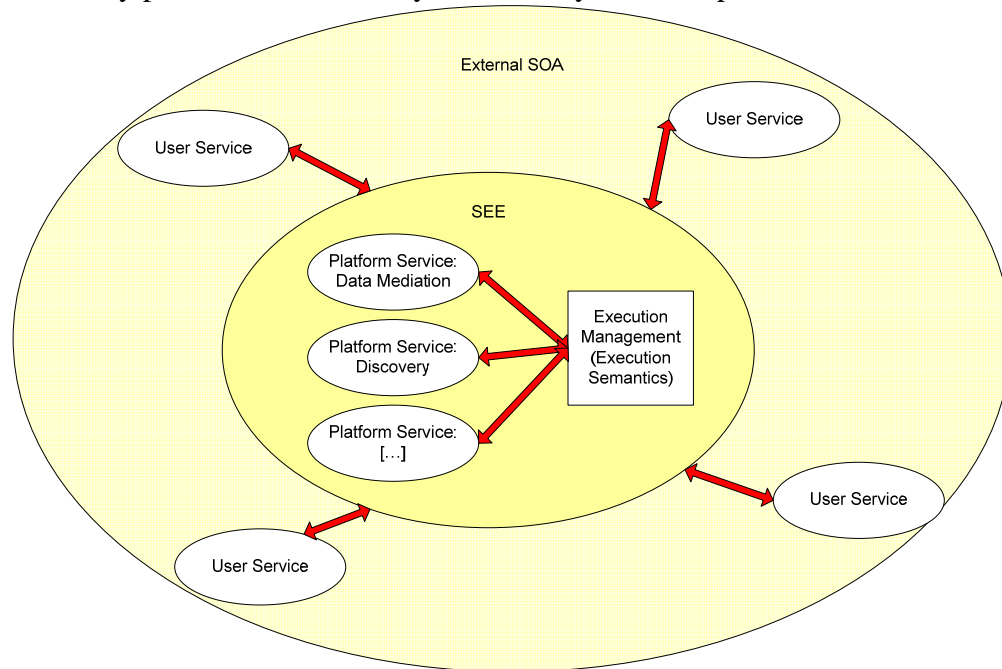 External SOA
User Service
User Service
SEE
Platform Service:
Data Mediation
Execution
Management
(Execution
Semantics)
Platform Service:
Discovery
Platform Service:
[...]
User Service
User Service